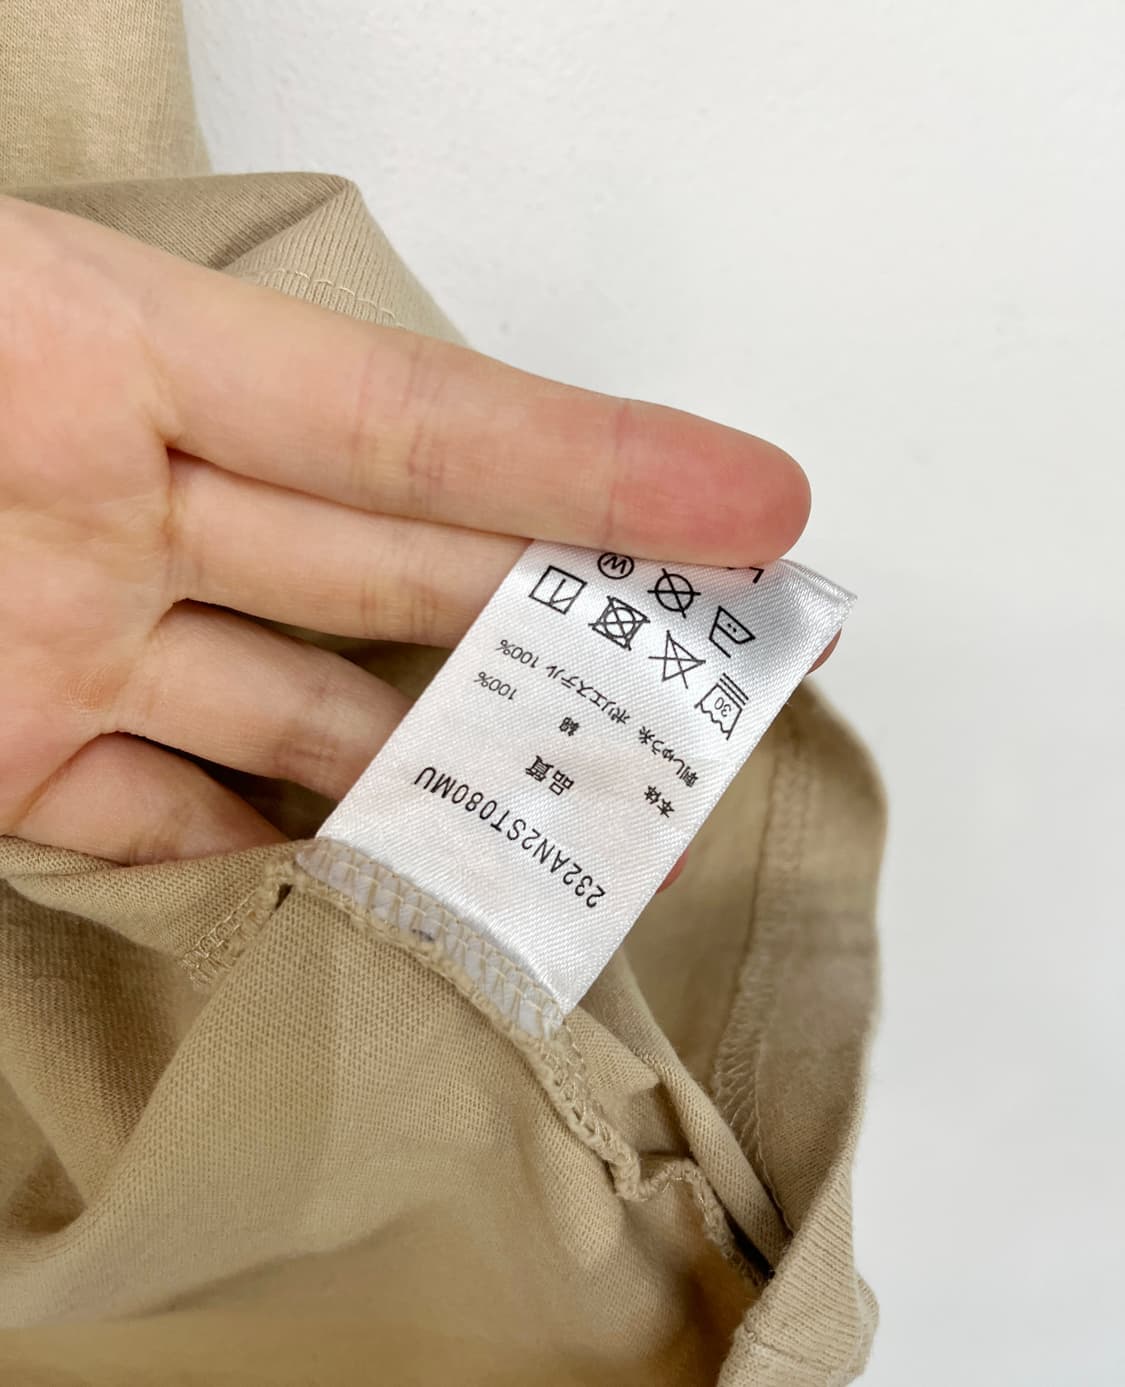 232AN2ST080MU
品質
本体 綿 100%
刺しゅう糸 ポリエステル 100%
30
W